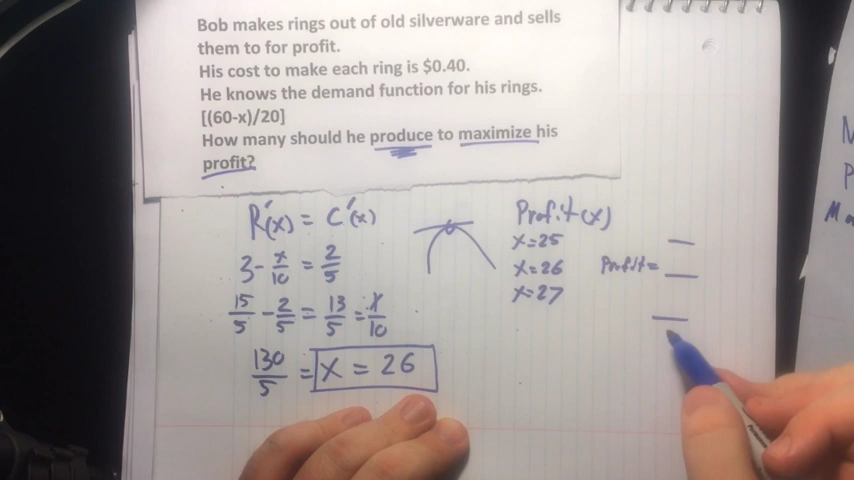 Bob makes rings out of old silverware and sells
them to for profit.
His cost to make each ring is $0.40.
He knows the demand function for his rings.
[(60-x)/20]
How many should he produce to maximize his
profit?
R'(x) = C'(x)
3 - x/10 = 2/5
15/5 - 2/5 = 13/5 = x/10
130/5 = x = 26
Profit(x)
x=25
x=26
x=27
Profit=
M